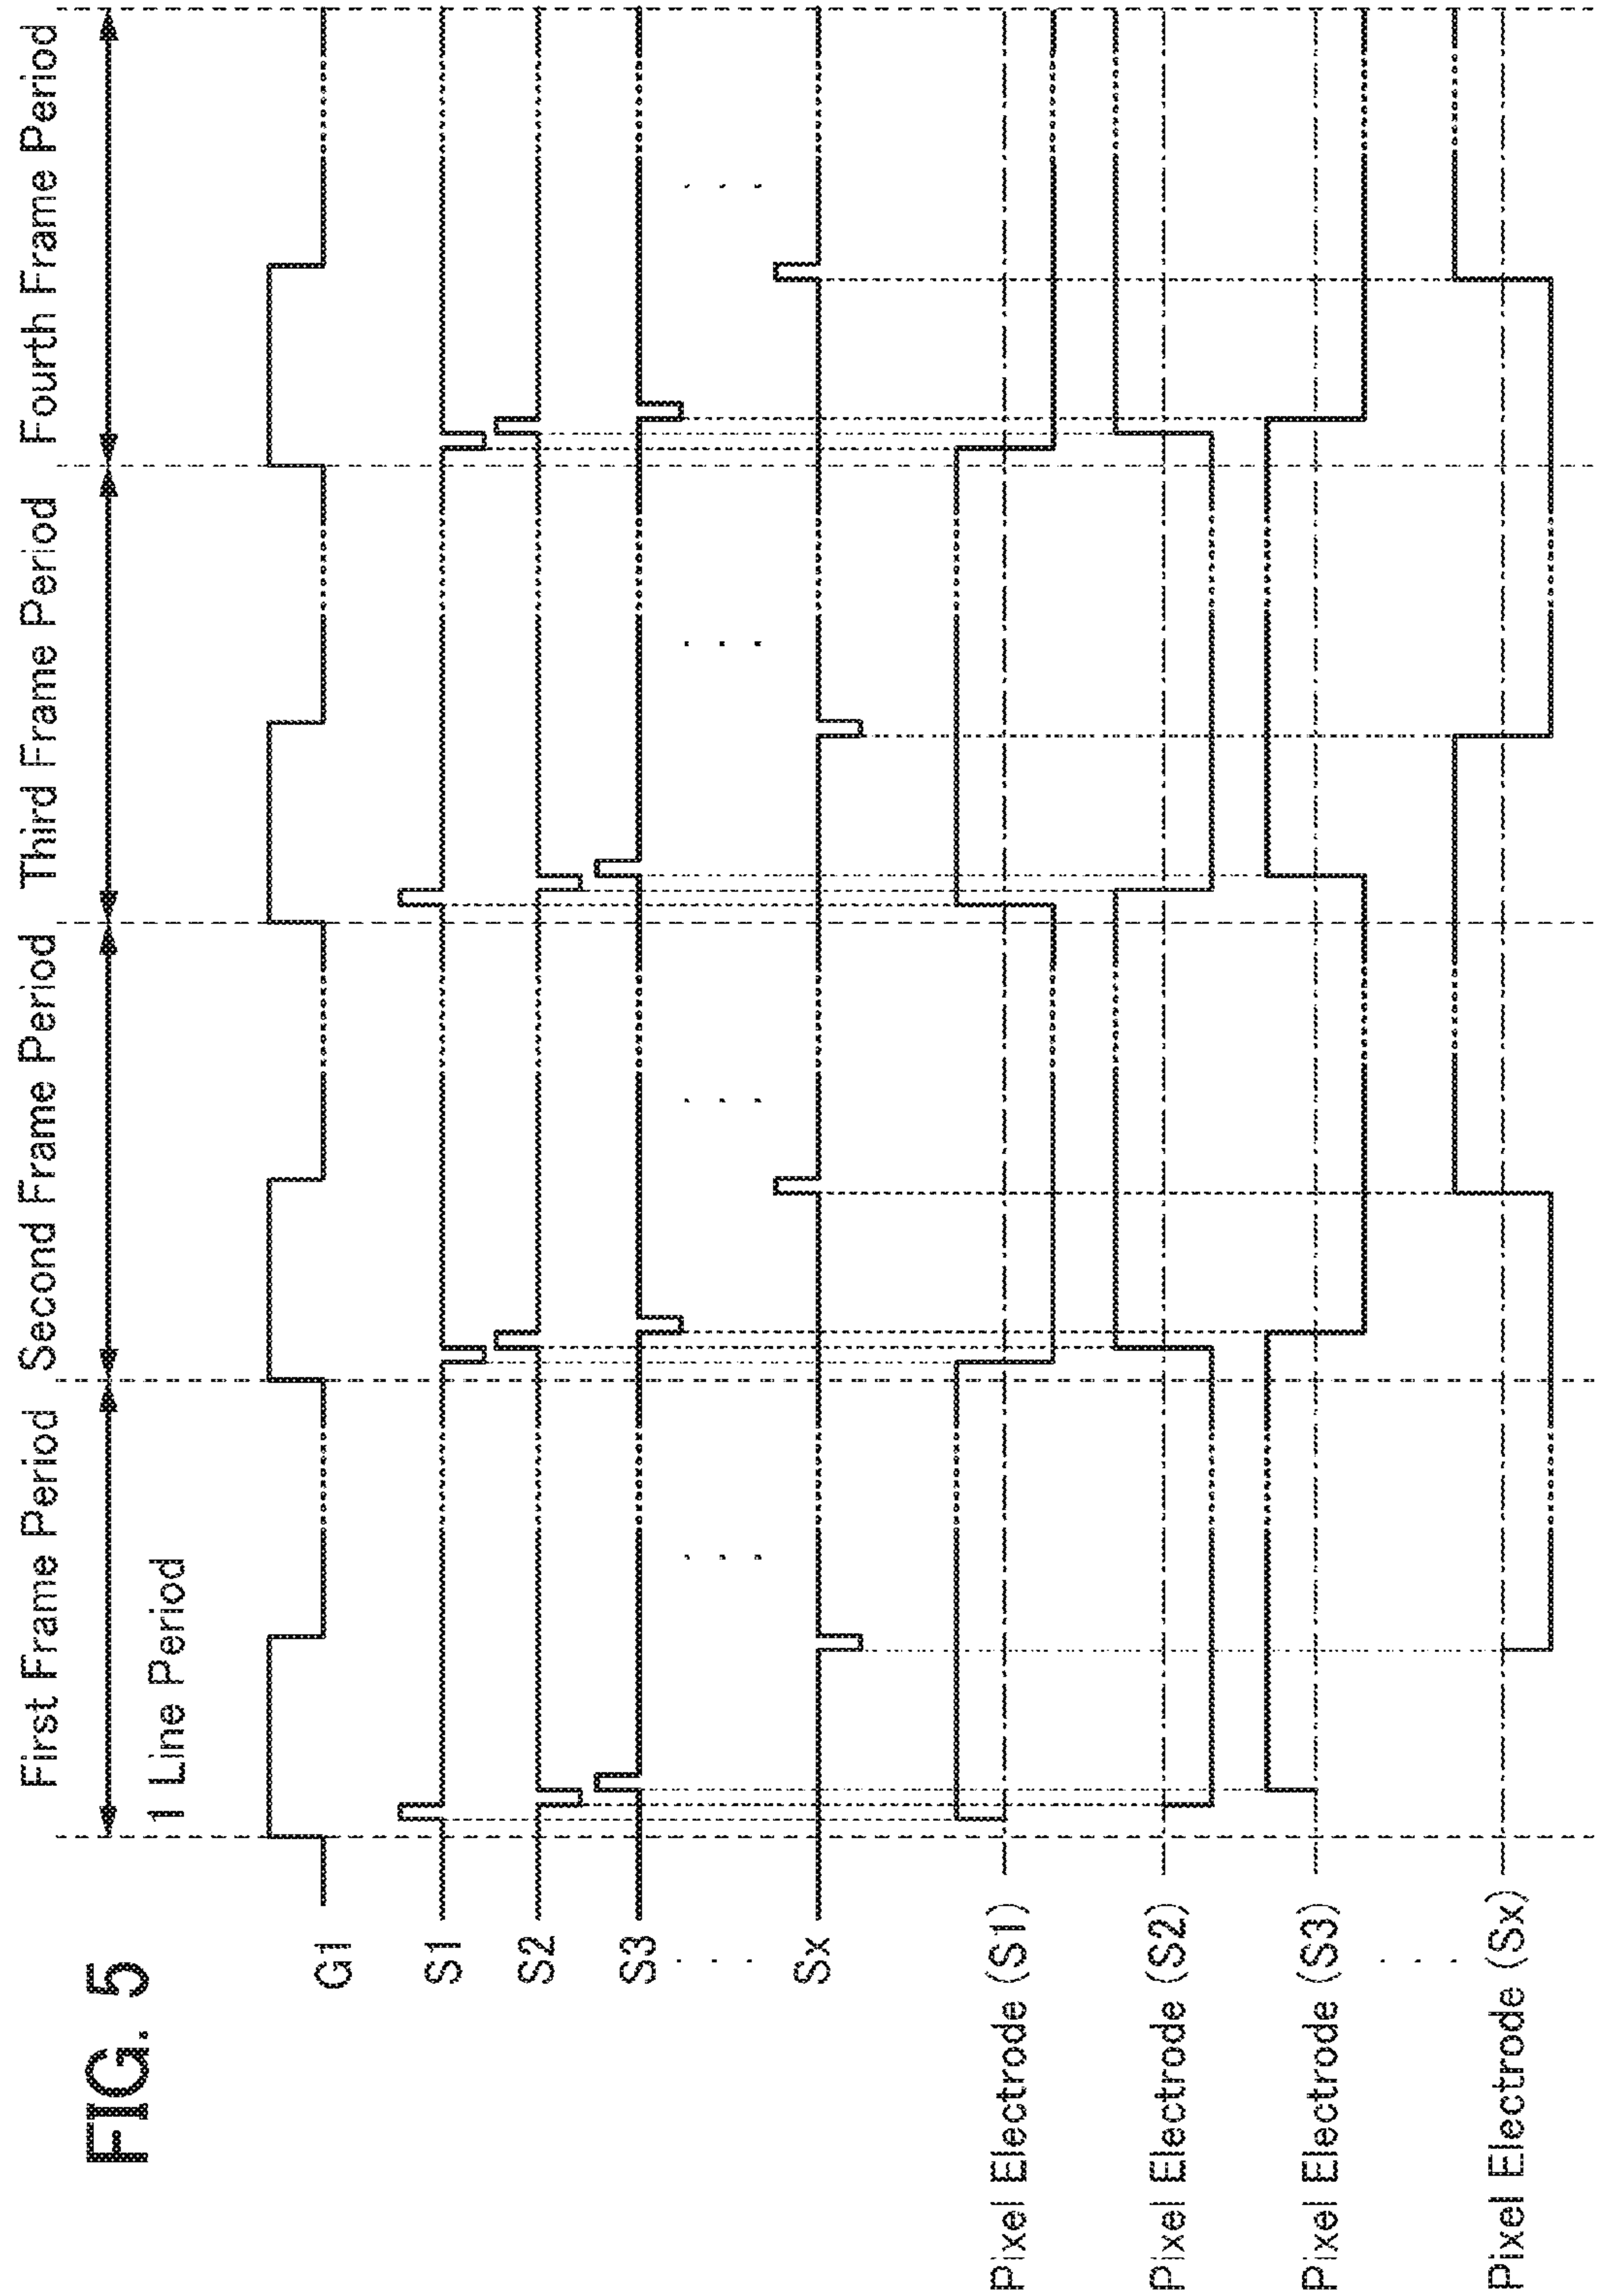 FIG. 5
First Frame Period Second Frame Period Third Frame Period Fourth Frame Period
1 Line Period
G1
S1
S2
S3
. . .
Sx
Pixel Electrode (S1)
Pixel Electrode (S2)
Pixel Electrode (S3)
. . .
Pixel Electrode (Sx)